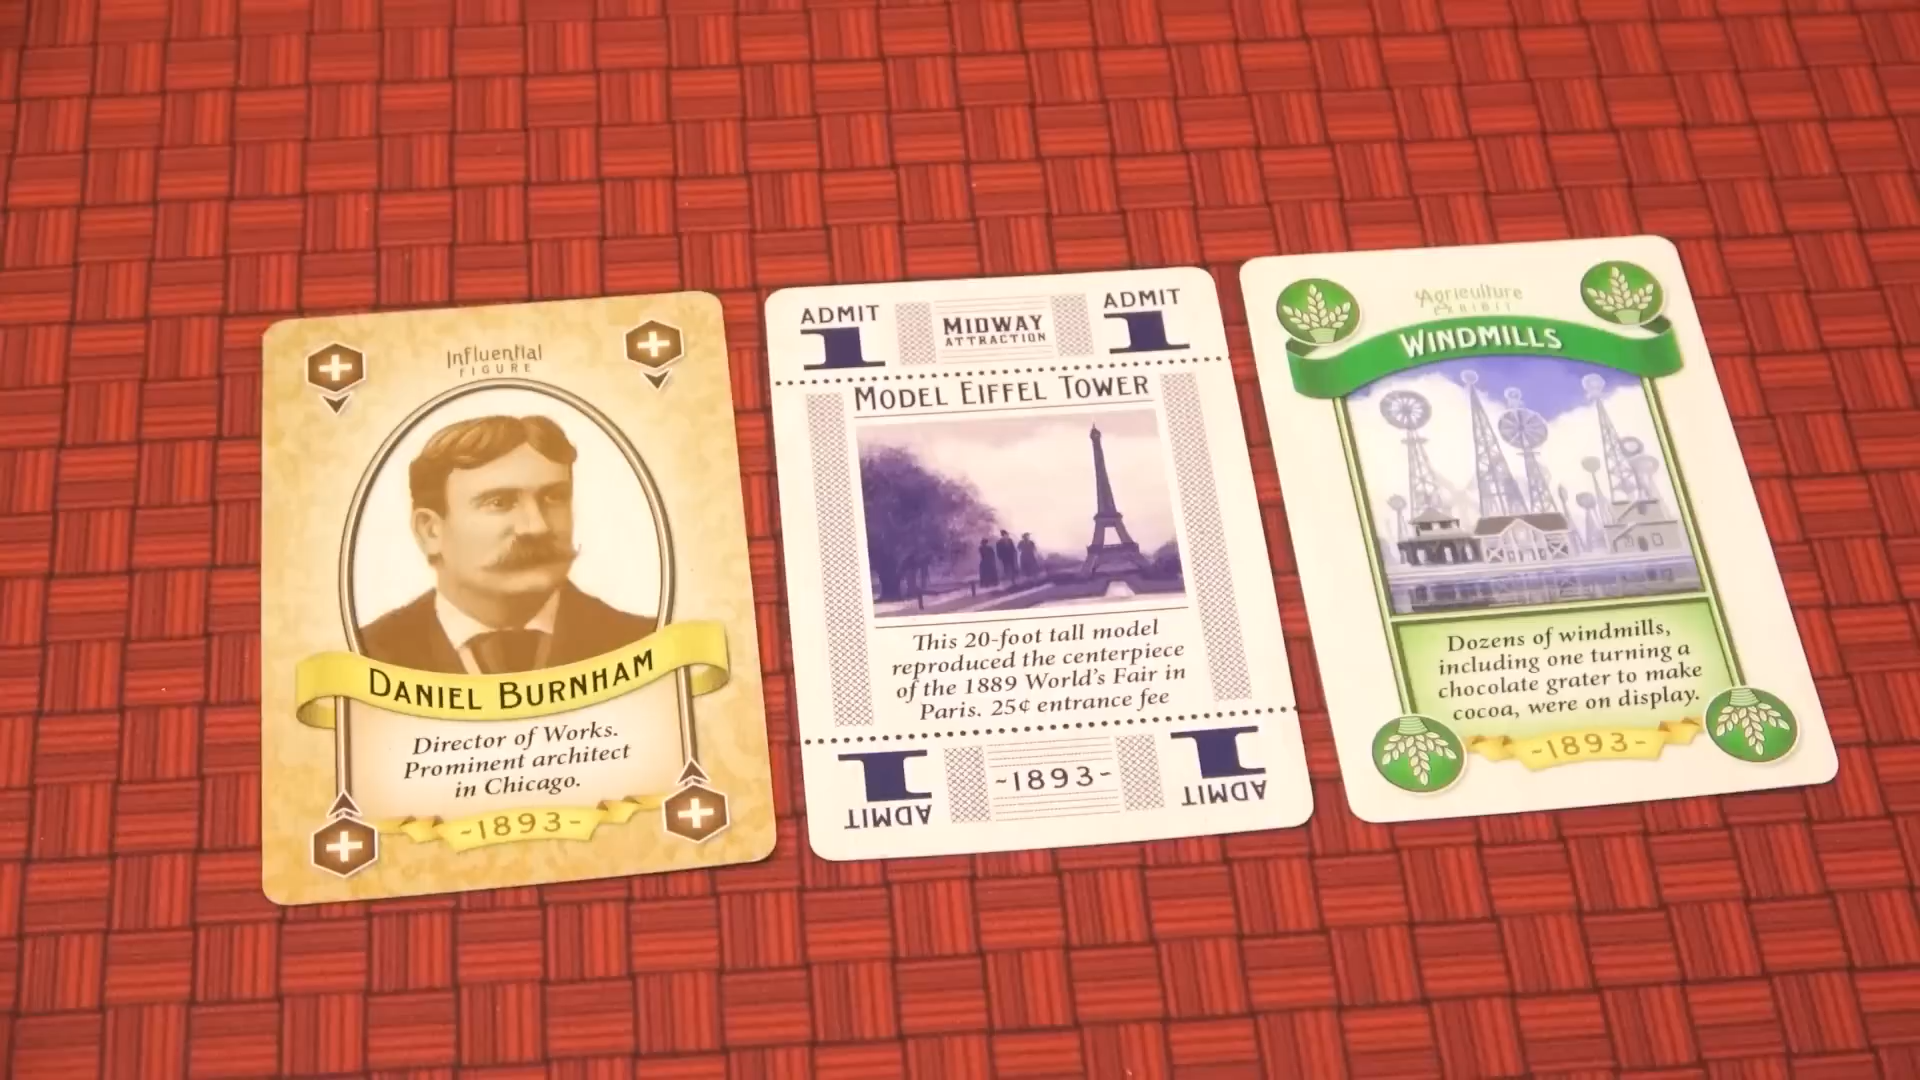 Influential
FIGURE
DANIEL BURNHAM
Director of Works.
Prominent architect
in Chicago.
-1893-
ADMIT
1
MIDWAY
ATTRACTION
ADMIT
1
MODEL EIFFEL TOWER
This 20-foot tall model
reproduced the centerpiece
of the 1889 World's Fair in
Paris. 25¢ entrance fee
1
ADMIT
-1893-
1
ADMIT
Agriculture
EXHIBIT
WINDMILLS
Dozens of windmills,
including one turning a
chocolate grater to make
cocoa, were on display.
-1893-